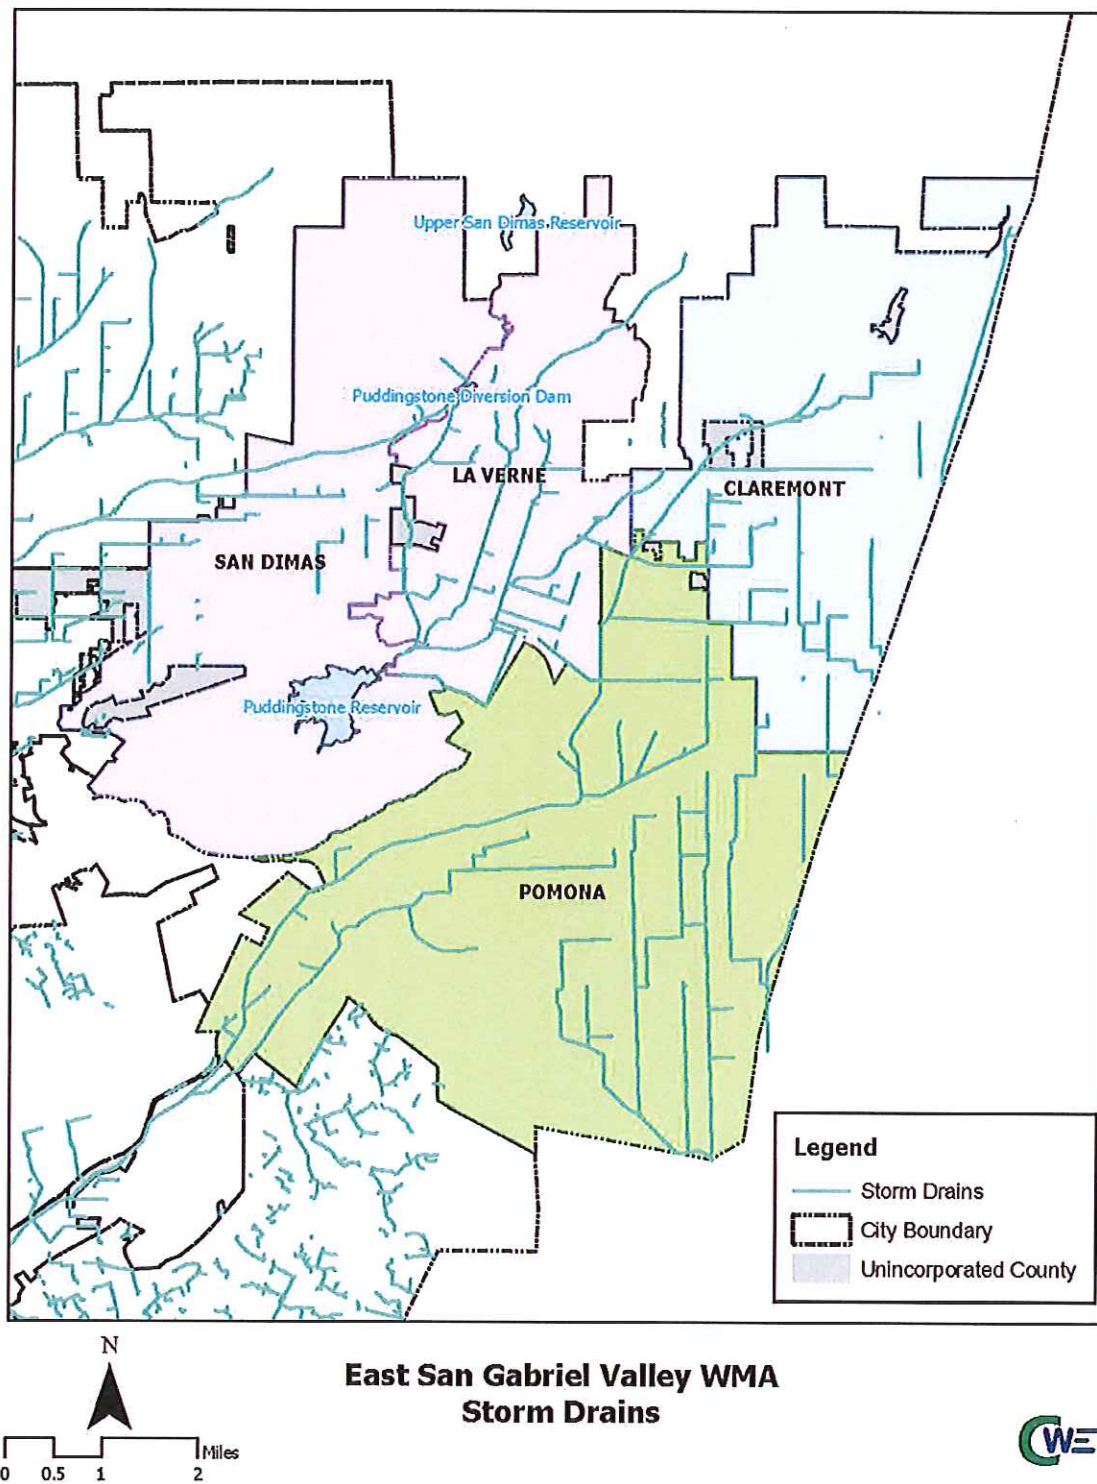 Upper San Dimas Reservoir
Puddingstone Diversion Dam
LA VERNE
CLAREMONT
SAN DIMAS
Puddingstone Reservoir
POMONA
Legend
Storm Drains
City Boundary
Unincorporated County
N
East San Gabriel Valley WMA
Storm Drains
Miles
0 0.5 1 2
CWE